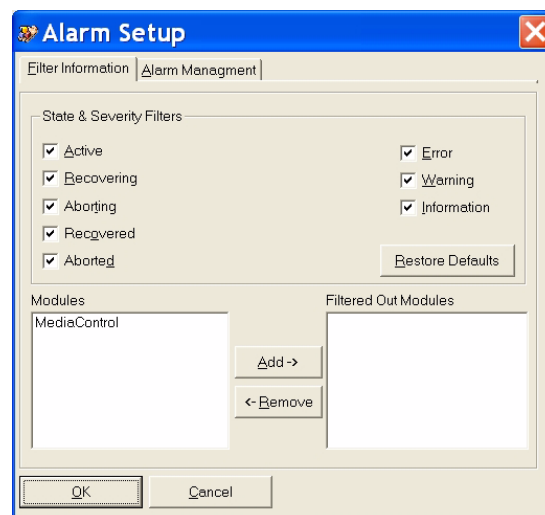 Alarm Setup
Filter Information
Alarm Managment
State & Severity Filters
Active
Recovering
Aborting
Recovered
Aborted
Error
Warning
Information
Restore Defaults
Modules
MediaControl
Filtered Out Modules
Add ->
<- Remove
OK
Cancel